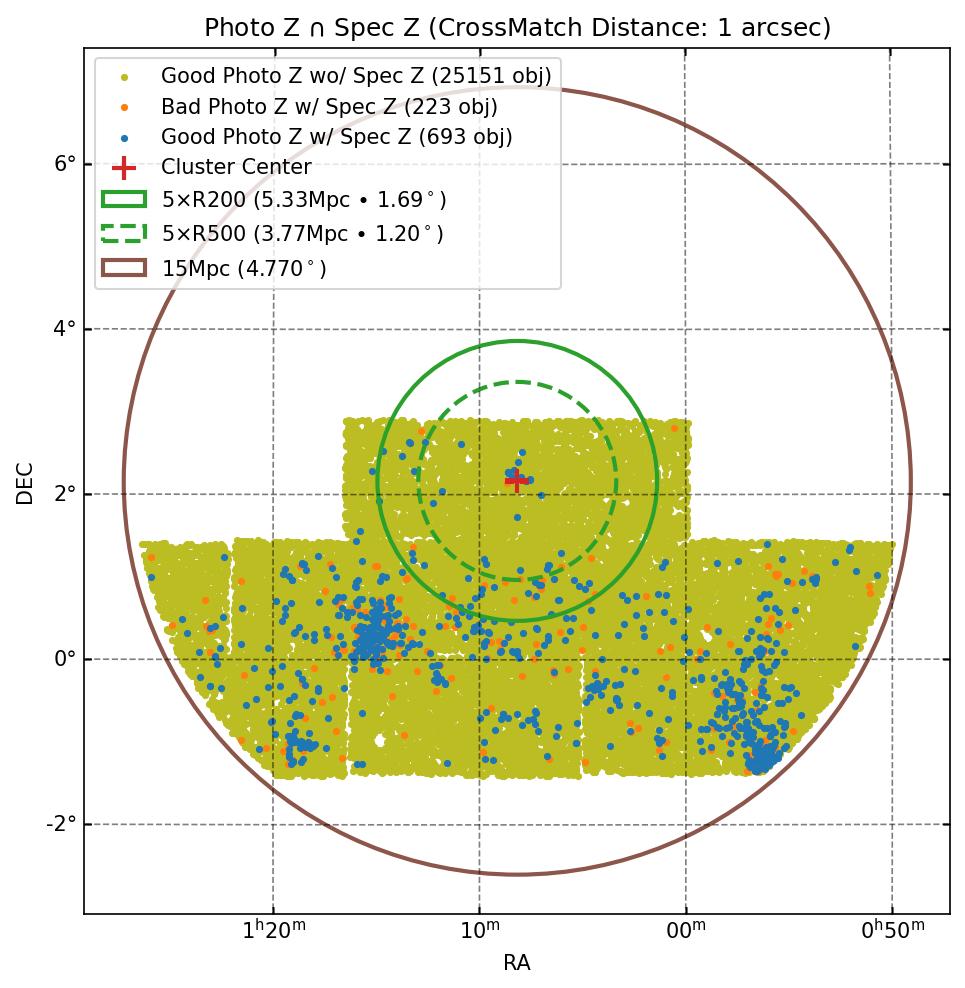 Photo Z ∩ Spec Z (CrossMatch Distance: 1 arcsec)
Good Photo Z wo/ Spec Z (25151 obj)
Bad Photo Z w/ Spec Z (223 obj)
Good Photo Z w/ Spec Z (693 obj)
Cluster Center
5×R200 (5.33Mpc • 1.69°)
5×R500 (3.77Mpc • 1.20°)
15Mpc (4.770°)
6°
4°
2°
0°
-2°
DEC
1ʰ20ᵐ 10ᵐ 00ᵐ 0ʰ50ᵐ
RA